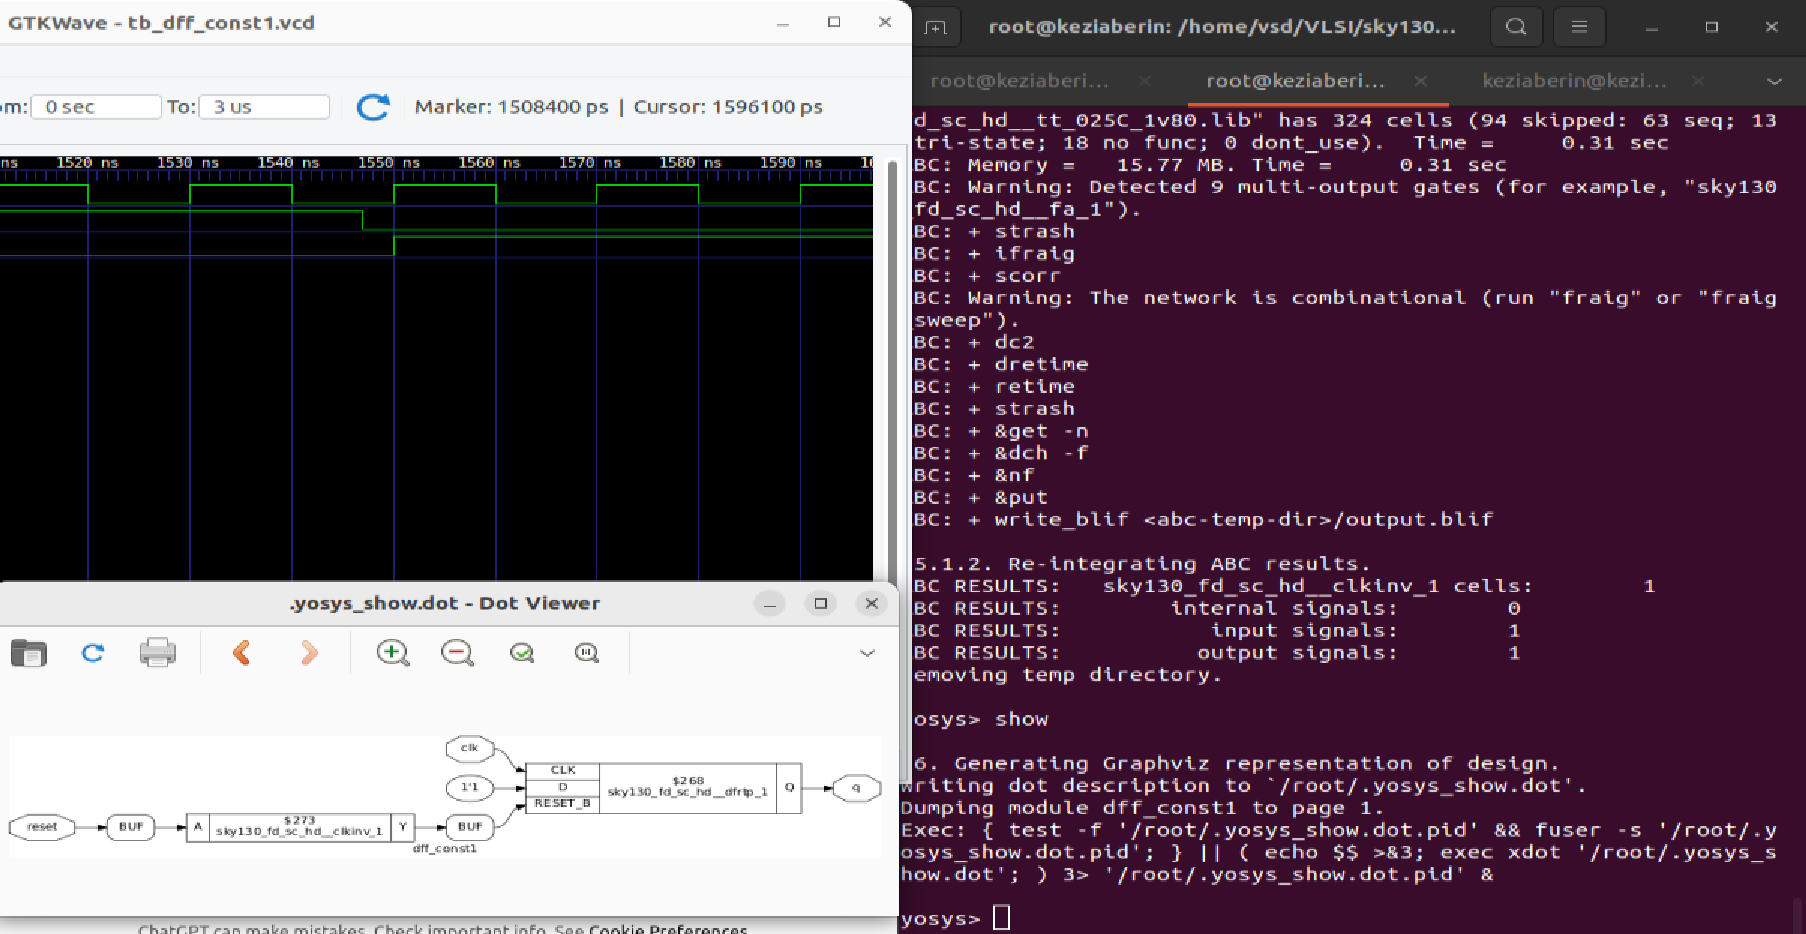 GTKWave - tb_dff_const1.vcd
om: 0 sec To: 3 us Marker: 1508400 ps | Cursor: 1596100 ps
ns 1520 ns 1530 ns 1540 ns 1550 ns 1560 ns 1570 ns 1580 ns 1590 ns 16
.yosys_show.dot - Dot Viewer
clk
1'1
CLK
D
RESET_B
$268
sky130_fd_sc_hd__dfrtp_1
Q
q
reset
BUF
A
$273
sky130_fd_sc_hd__clkinv_1
Y
BUF
dff_const1
ChatGPT can make mistakes. Check important info. See Cookie Preferences.
root@keziaberin: /home/vsd/VLSI/sky130...
root@keziaberi... root@keziaberi... keziaberin@kezi...
d_sc_hd__tt_025C_1v80.lib" has 324 cells (94 skipped: 63 seq; 13
tri-state; 18 no func; 0 dont_use).  Time =     0.31 sec
BC: Memory =   15.77 MB. Time =     0.31 sec
BC: Warning: Detected 9 multi-output gates (for example, "sky130
_fd_sc_hd__fa_1").
BC: + strash
BC: + ifraig
BC: + scorr
BC: Warning: The network is combinational (run "fraig" or "fraig
_sweep").
BC: + dc2
BC: + dretime
BC: + retime
BC: + strash
BC: + &get -n
BC: + &dch -f
BC: + &nf
BC: + &put
BC: + write_blif <abc-temp-dir>/output.blif
5.1.2. Re-integrating ABC results.
BC RESULTS:   sky130_fd_sc_hd__clkinv_1 cells:        1
BC RESULTS:        internal signals:        0
BC RESULTS:           input signals:        1
BC RESULTS:          output signals:        1
emoving temp directory.
osys> show
6. Generating Graphviz representation of design.
Writing dot description to `/root/.yosys_show.dot'.
Dumping module dff_const1 to page 1.
Exec: { test -f '/root/.yosys_show.dot.pid' && fuser -s '/root/.y
osys_show.dot.pid'; } || ( echo $$ >&3; exec xdot '/root/.yosys_s
how.dot'; ) 3> '/root/.yosys_show.dot.pid' &
yosys>